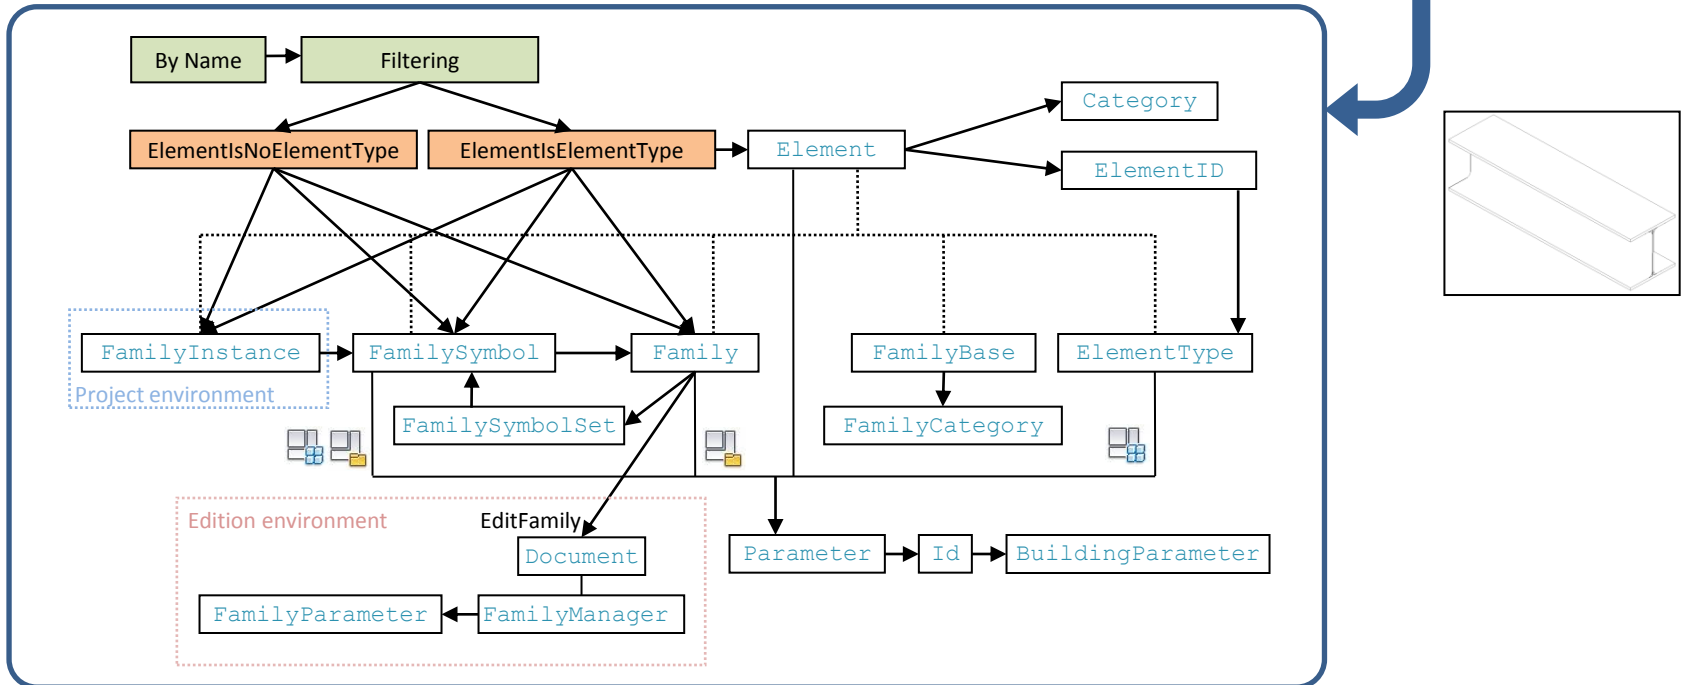 By Name
Filtering
Category
ElementIsNoElementType
ElementIsElementType
Element
ElementID
FamilyInstance
FamilySymbol
Family
FamilyBase
ElementType
Project environment
FamilySymbolSet
FamilyCategory
Edition environment
EditFamily
Document
Parameter
Id
BuildingParameter
FamilyParameter
FamilyManager